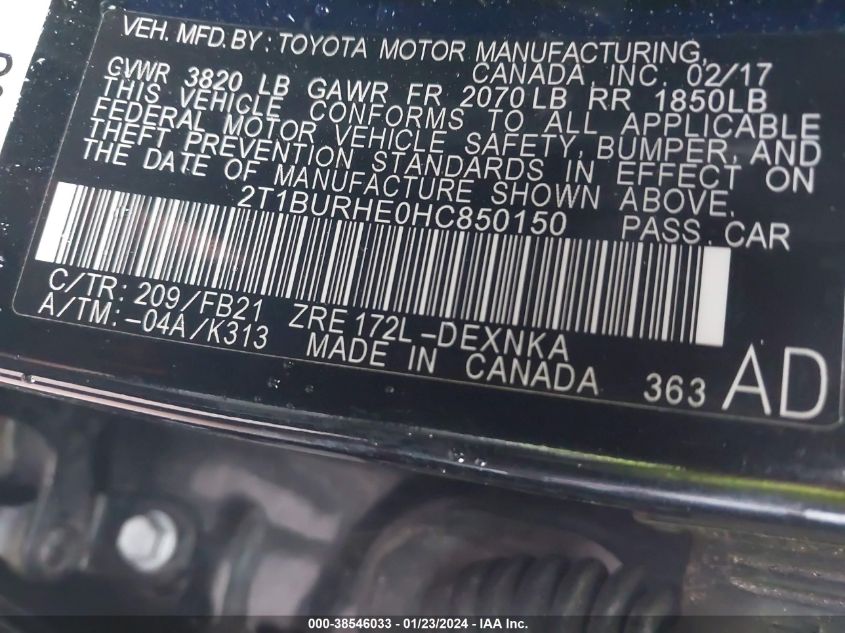 VEH. MFD. BY : TOYOTA MOTOR MANUFACTURING,
CANADA, INC. 02/17
GVWR 3820 LB GAWR FR 2070LB RR 1850LB
THIS VEHICLE CONFORMS TO ALL APPLICABLE
FEDERAL MOTOR VEHICLE SAFETY, BUMPER, AND
THEFT PREVENTION STANDARDS IN EFFECT ON
THE DATE OF MANUFACTURE SHOWN ABOVE.
2T1BURHE0HC850150 PASS. CAR
C/TR: 209/FB21 ZRE172L-DEXNKA
A/TM: -04A/K313 MADE IN CANADA 363 AD
000-38546033 - 01/23/2024 - IAA Inc.